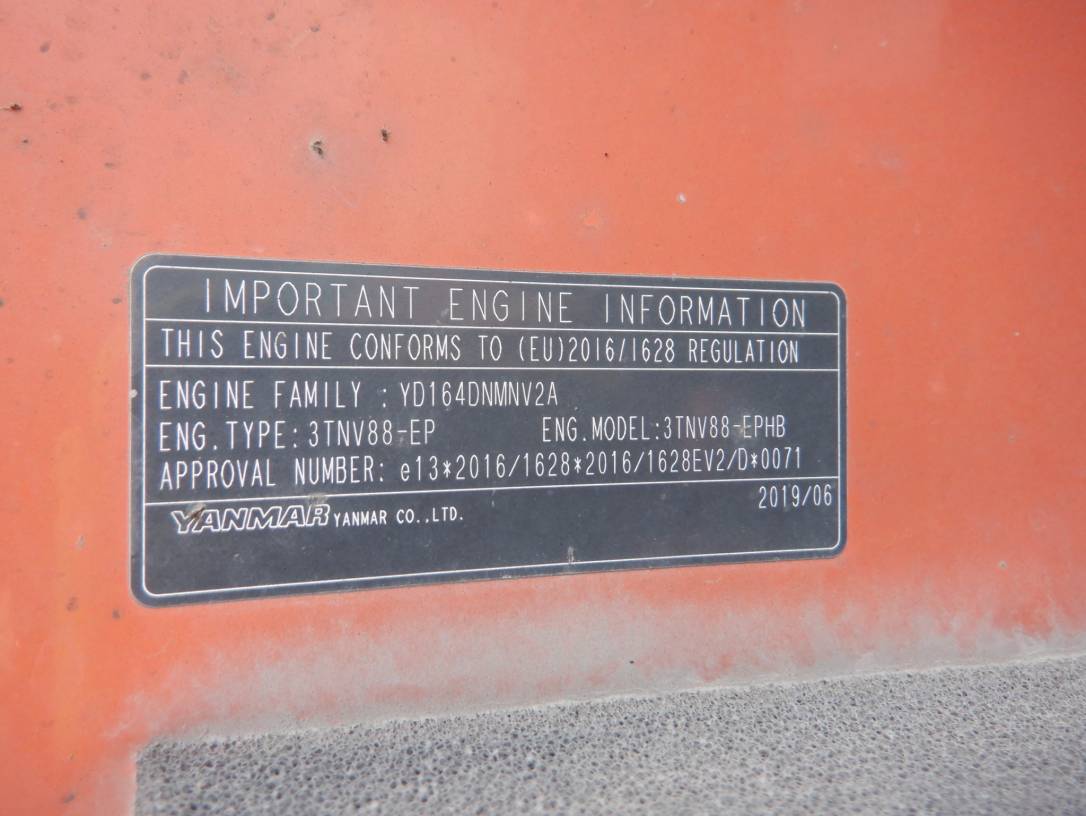 IMPORTANT ENGINE INFORMATION
THIS ENGINE CONFORMS TO (EU)2016/1628 REGULATION
ENGINE FAMILY : YD164DNMNV2A
ENG.TYPE: 3TNV88-EP ENG.MODEL:3TNV88-EPHB
APPROVAL NUMBER: e13*2016/1628*2016/1628EV2/D*0071
2019/06
YANMAR YANMAR CO.,LTD.